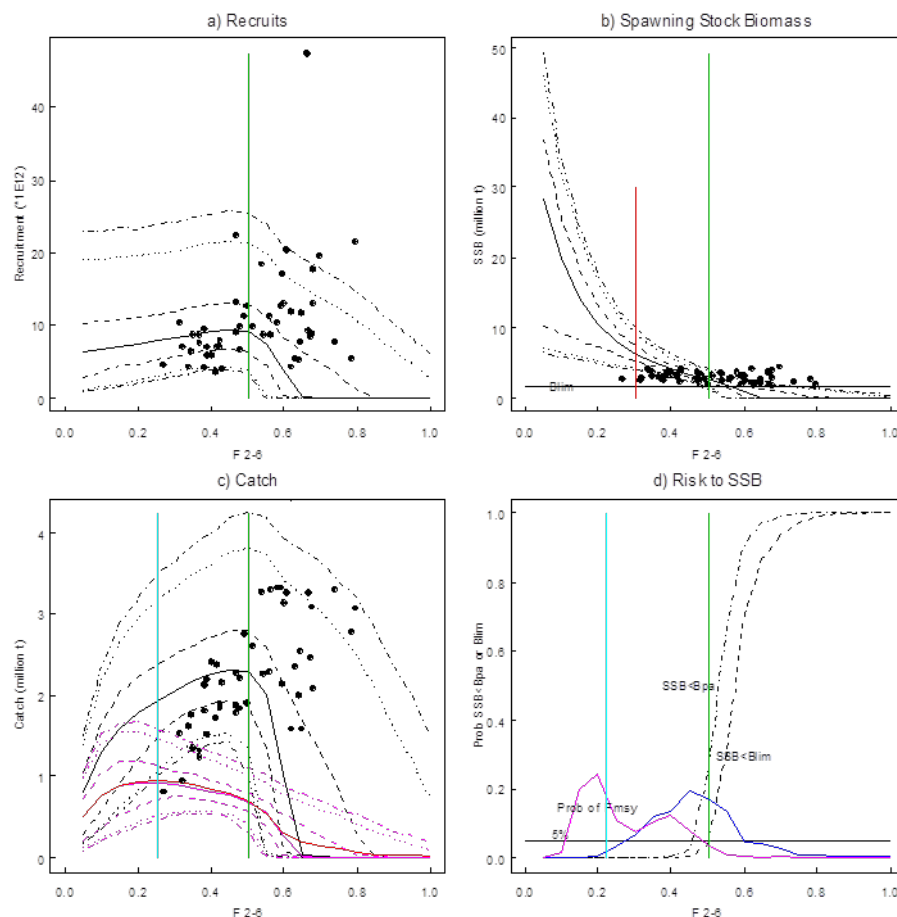 a) Recruits
Recruitment (*1E12)
40
30
20
10
0
0.0 0.2 0.4 0.6 0.8 1.0
F 2-6
b) Spawning Stock Biomass
SSB (million t)
50
40
30
20
10
0
Blim
0.0 0.2 0.4 0.6 0.8 1.0
F 2-6
c) Catch
Catch (million t)
4
3
2
1
0
0.0 0.2 0.4 0.6 0.8 1.0
F 2-6
d) Risk to SSB
Prob SSB<Bpa or Blim
1.0
0.8
0.6
0.4
0.2
0.0
SSB<Bpa
SSB<Blim
Prob of Fmsy
5%
0.0 0.2 0.4 0.6 0.8 1.0
F 2-6